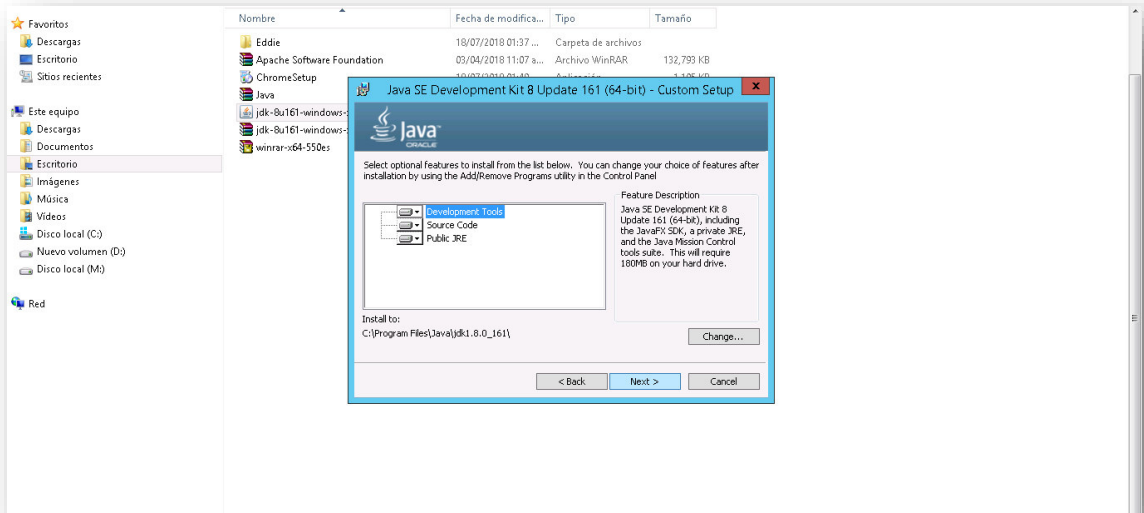 Favoritos
Descargas
Escritorio
Sitios recientes
Este equipo
Descargas
Documentos
Escritorio
Imágenes
Música
Vídeos
Disco local (C:)
Nuevo volumen (D:)
Disco local (M:)
Red
Nombre Fecha de modifica... Tipo Tamaño
Eddie 18/07/2018 01:37 ... Carpeta de archivos
Apache Software Foundation 03/04/2018 11:07 a... Archivo WinRAR 132,793 KB
ChromeSetup
Java
jdk-8u161-windows-
jdk-8u161-windows-
winrar-x64-550es
Java SE Development Kit 8 Update 161 (64-bit) - Custom Setup
Java
ORACLE
Select optional features to install from the list below. You can change your choice of features after
installation by using the Add/Remove Programs utility in the Control Panel
Development Tools
Source Code
Public JRE
Feature Description
Java SE Development Kit 8
Update 161 (64-bit), including
the JavaFX SDK, a private JRE,
and the Java Mission Control
tools suite. This will require
180MB on your hard drive.
Install to:
C:\Program Files\Java\jdk1.8.0_161\
Change...
< Back Next > Cancel